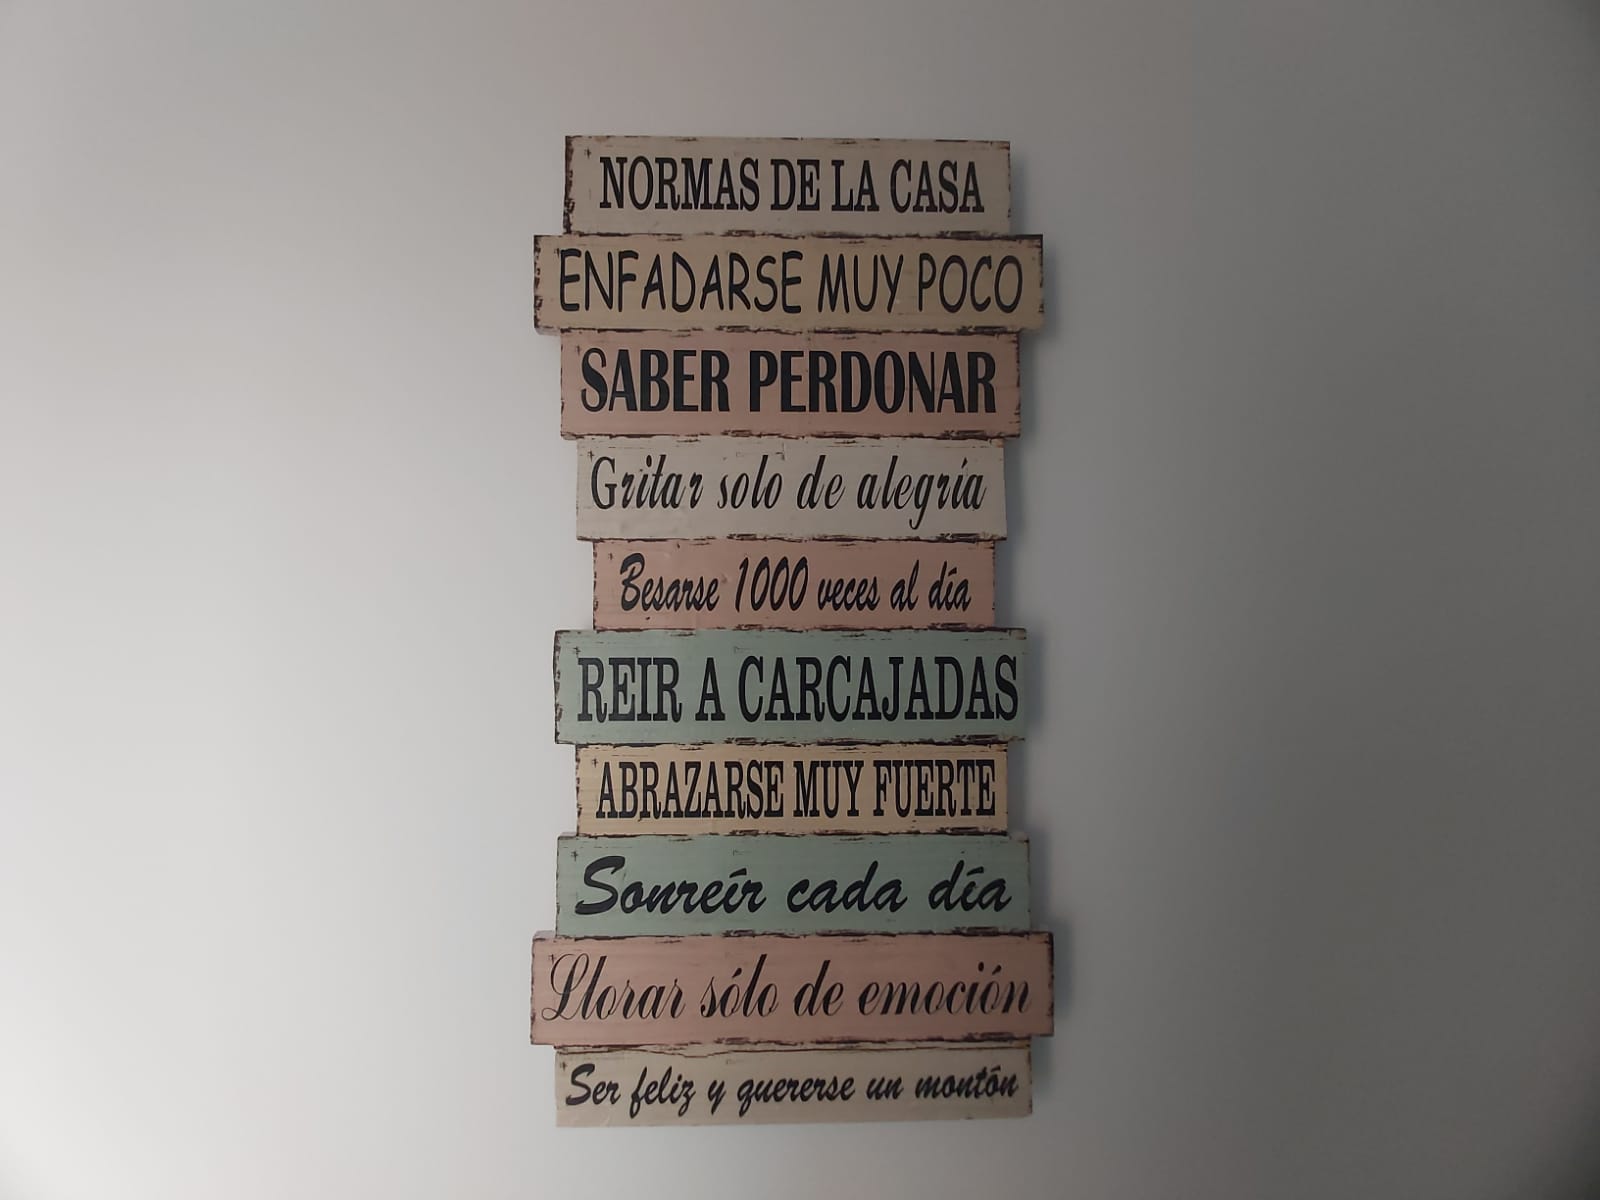 NORMAS DE LA CASA
ENFADARSE MUY POCO
SABER PERDONAR
Gritar solo de alegría
Besarse 1000 veces al día
REIR A CARCAJADAS
ABRAZARSE MUY FUERTE
Sonreír cada día
Llorar sólo de emoción
Ser feliz y quererse un montón